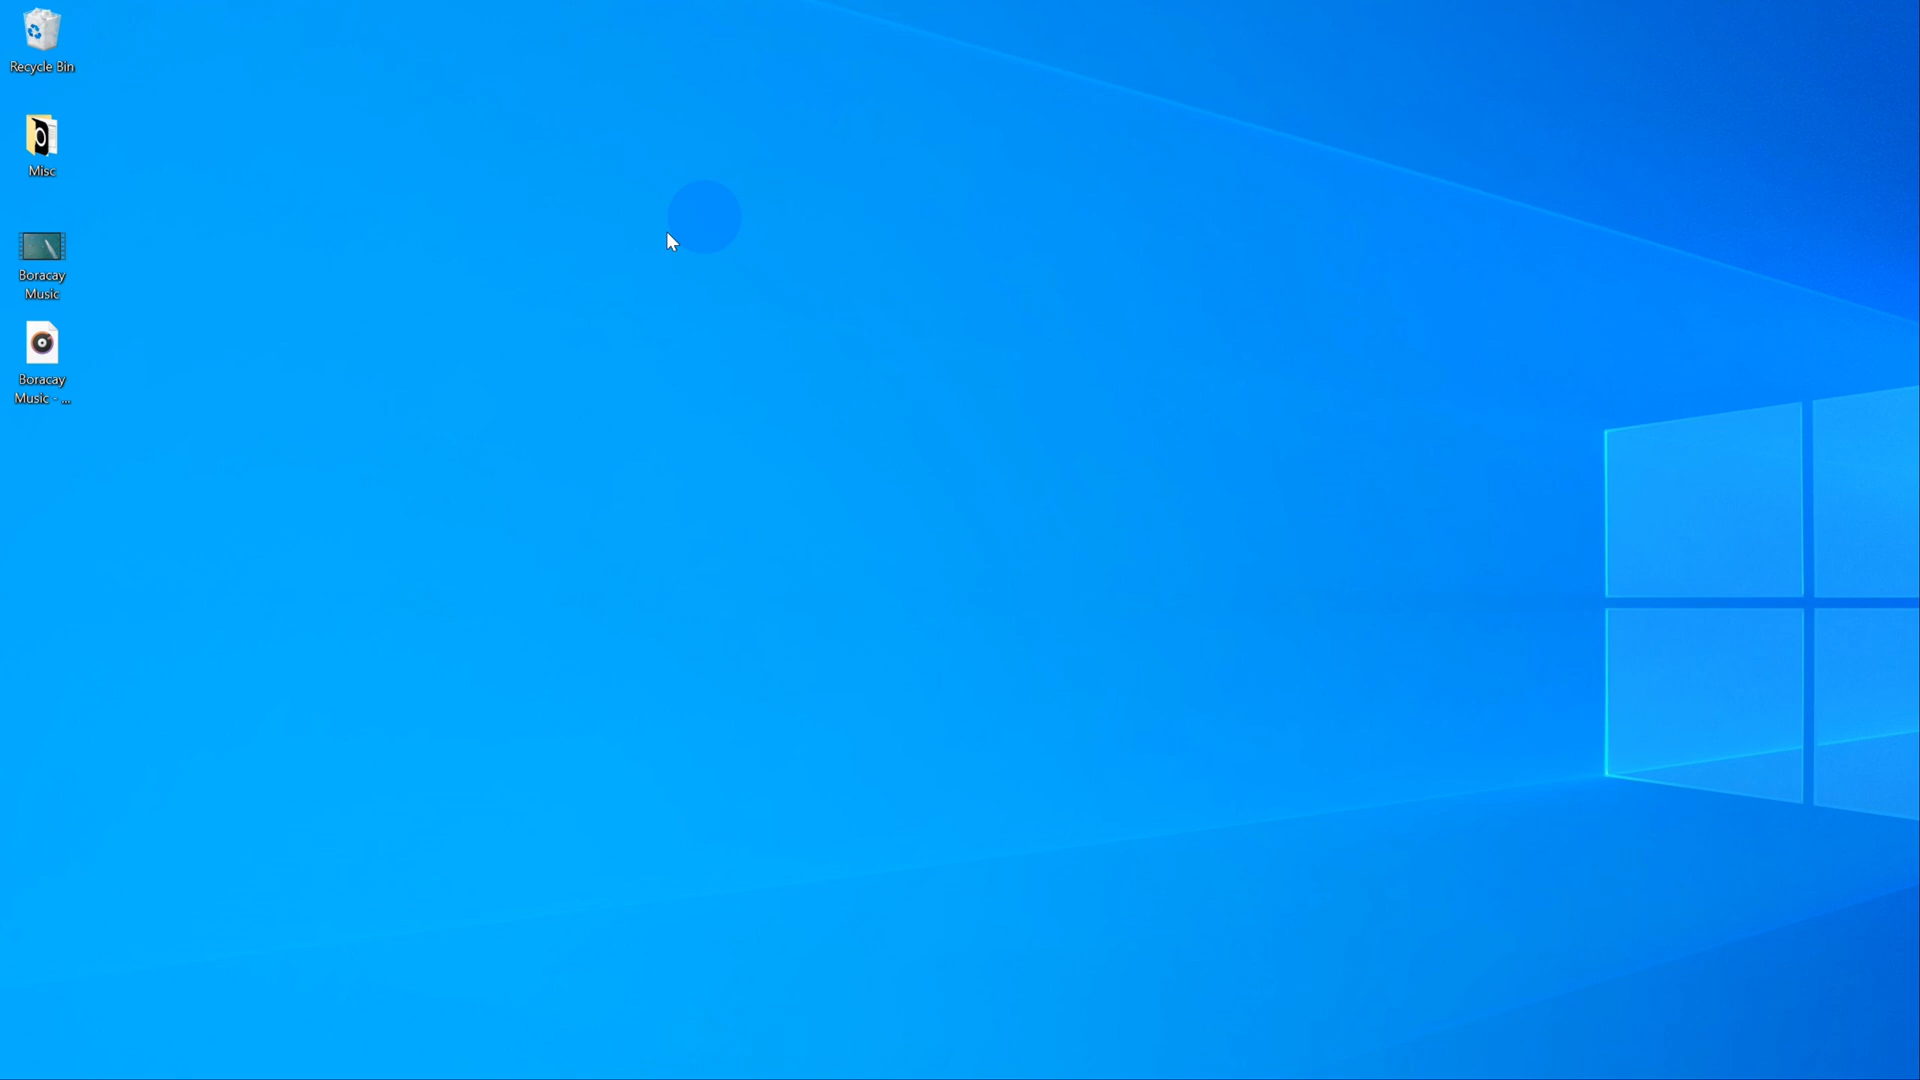 Recycle Bin
Misc
Boracay
Music
Boracay
Music - ...